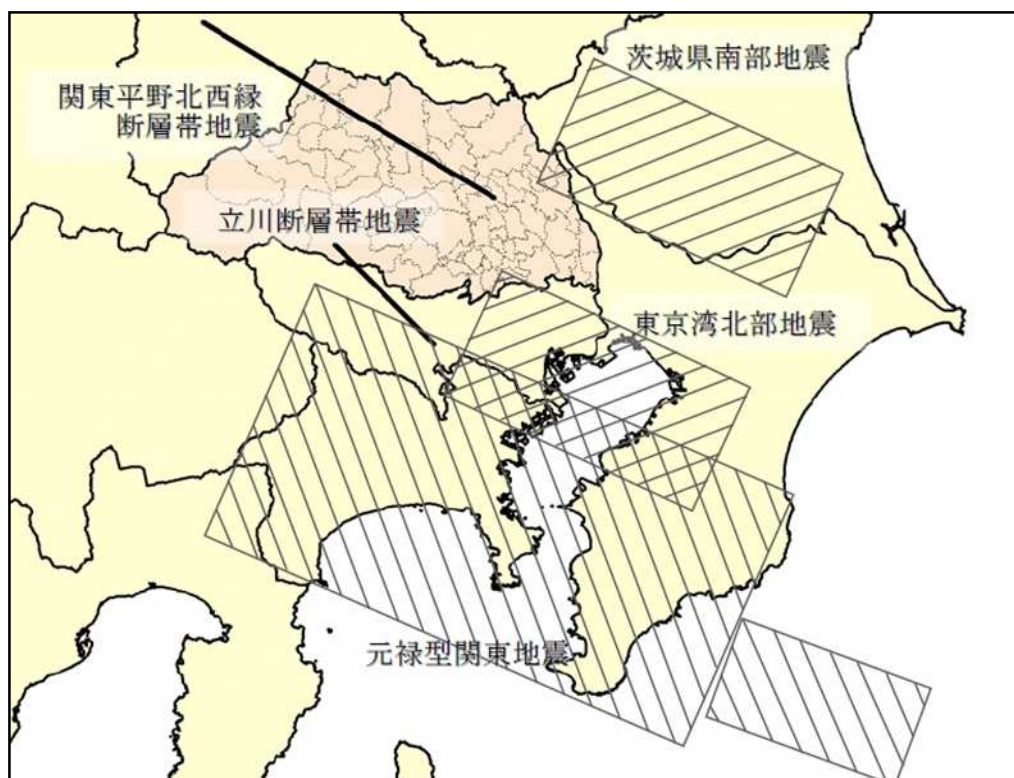 茨城県南部地震
関東平野北西縁
断層帯地震
立川断層帯地震
東京湾北部地震
元禄型関東地震